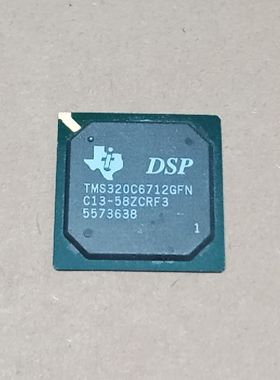 DSP
TMS320C6712GFN
C13-58ZCRF3
5573638
1